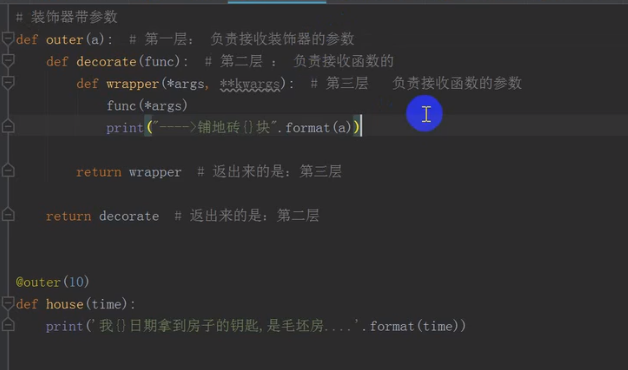 # 装饰器带参数
def outer(a):  # 第一层： 负责接收装饰器的参数
    def decorate(func):  # 第二层 ： 负责接收函数的
        def wrapper(*args, **kwargs):  # 第三层   负责接收函数的参数
            func(*args)
            print("---->铺地砖{}块".format(a))
        return wrapper  # 返出来的是：第三层
    return decorate  # 返出来的是：第二层
@outer(10)
def house(time):
    print('我{}日期拿到房子的钥匙,是毛坯房....'.format(time))